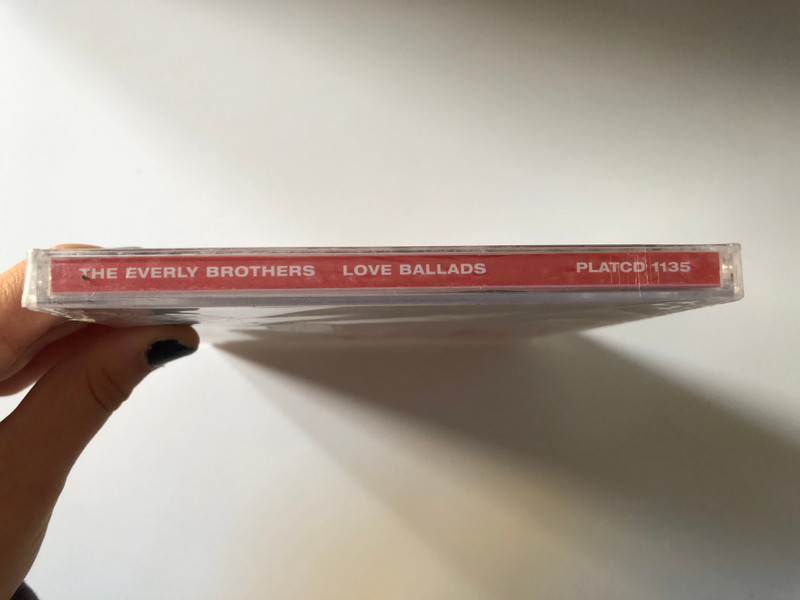 THE EVERLY BROTHERS LOVE BALLADS PLATCD 1135